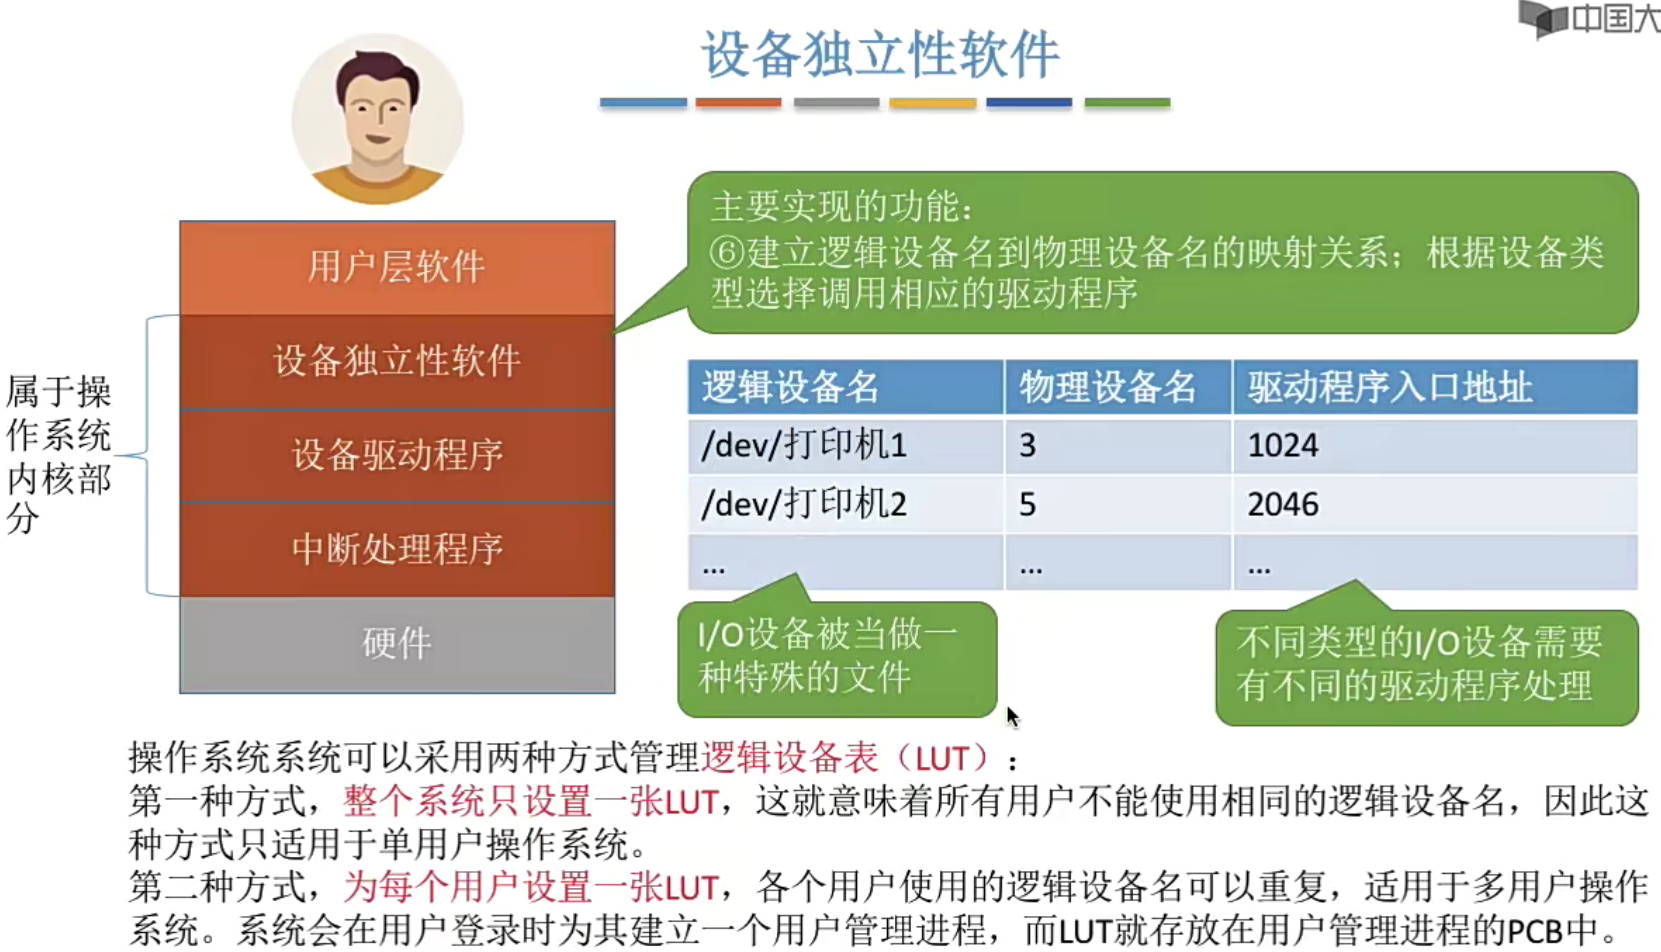 中国大
设备独立性软件
主要实现的功能：
⑥建立逻辑设备名到物理设备名的映射关系；根据设备类
型选择调用相应的驱动程序
用户层软件
设备独立性软件
设备驱动程序
中断处理程序
硬件
属于操
作系统
内核部
分
逻辑设备名 物理设备名 驱动程序入口地址
/dev/打印机1 3 1024
/dev/打印机2 5 2046
... ... ...
I/O设备被当做一
种特殊的文件
不同类型的I/O设备需要
有不同的驱动程序处理
操作系统系统可以采用两种方式管理逻辑设备表（LUT）：
第一种方式，整个系统只设置一张LUT，这就意味着所有用户不能使用相同的逻辑设备名，因此这
种方式只适用于单用户操作系统。
第二种方式，为每个用户设置一张LUT，各个用户使用的逻辑设备名可以重复，适用于多用户操作
系统。系统会在用户登录时为其建立一个用户管理进程，而LUT就存放在用户管理进程的PCB中。